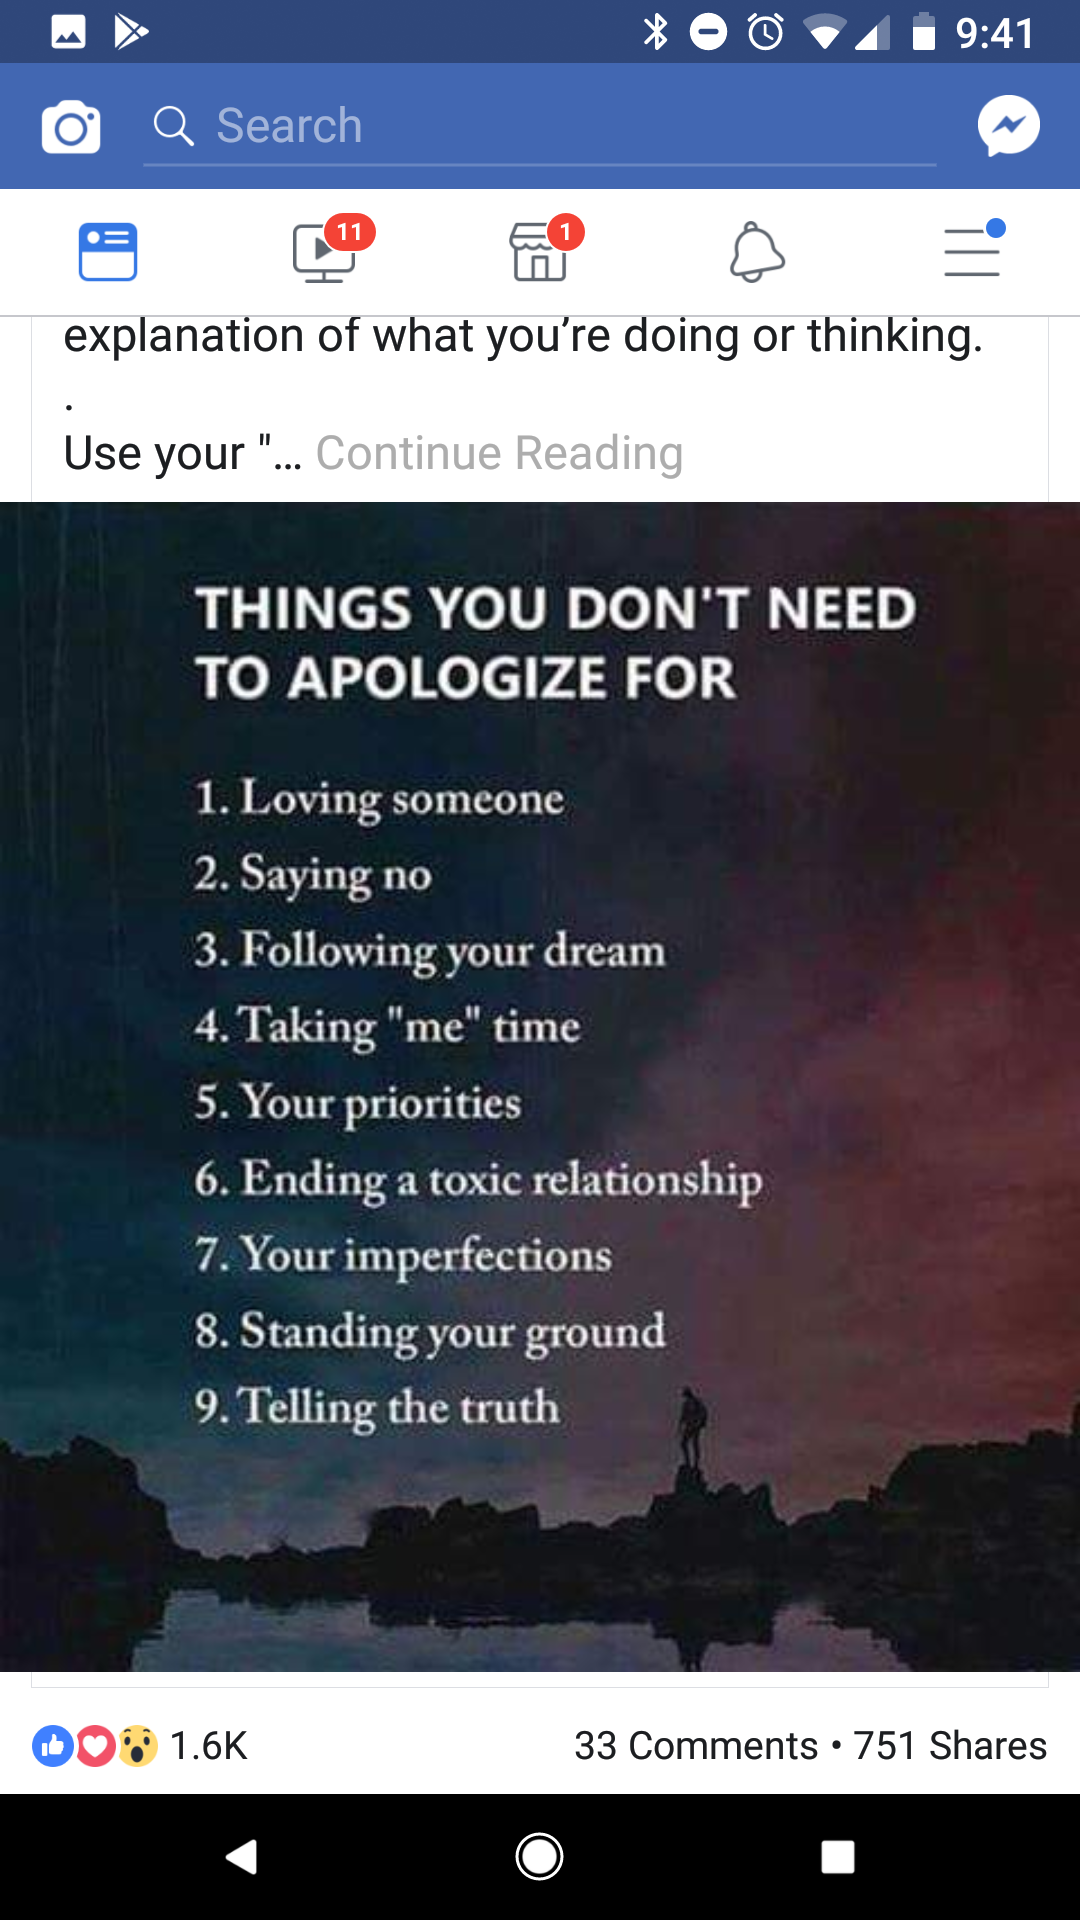 9:41
Search
11
1
explanation of what you’re doing or thinking.
.
Use your "... Continue Reading
THINGS YOU DON'T NEED
TO APOLOGIZE FOR
1. Loving someone
2. Saying no
3. Following your dream
4. Taking "me" time
5. Your priorities
6. Ending a toxic relationship
7. Your imperfections
8. Standing your ground
9. Telling the truth
1.6K
33 Comments • 751 Shares